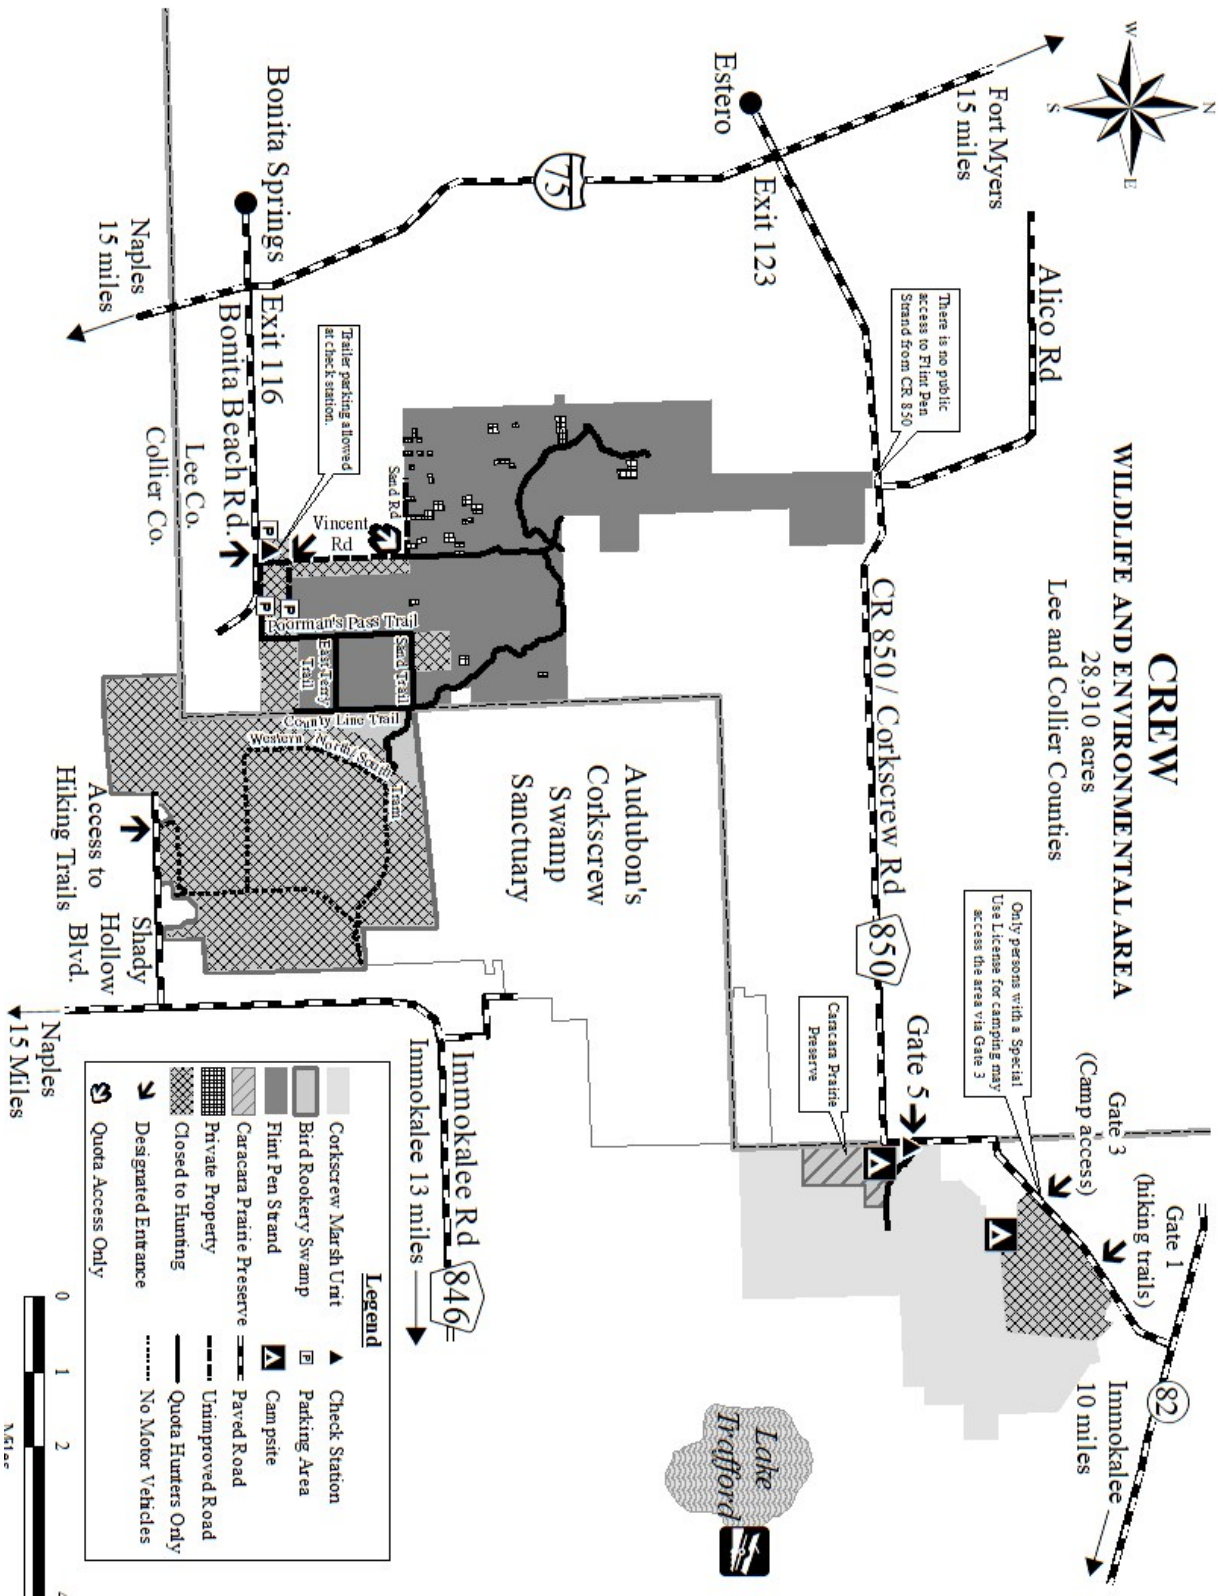 CREW
WILDLIFE AND ENVIRONMENTAL AREA
28,910 acres
Lee and Collier Counties
N
W
E
S
Fort Myers
15 miles
Alico Rd
Estero
Exit 123
There is no public
access to Flint Pen
Strand from CR 850
CR 850 / Corkscrew Rd
850
Only persons with a Special
Use License for camping may
access the area via Gate 3
Gate 3
(Camp access)
Gate 1
(hiking trails)
82
Immokalee
10 miles
Gate 5
Caracara Prairie
Preserve
75
Bonita Springs
Exit 116
Bonita Beach Rd.
Naples
15 miles
Lee Co.
Collier Co.
Trailer parking allowed
at check station.
Sand Rd
Vincent
Rd
P
P
P
Poorman's Pass Trail
Sand Trail
East Jerry
Trail
County Line Trail
Western North/South Tram
Audubon's
Corkscrew
Swamp
Sanctuary
Lake
Trafford
Access to
Hiking Trails
Shady
Hollow
Blvd.
Naples
15 Miles
Immokalee Rd
846
Immokalee 13 miles
Legend
Corkscrew Marsh Unit
Bird Rookery Swamp
Flint Pen Strand
Caracara Prairie Preserve
Private Property
Closed to Hunting
Designated Entrance
Quota Access Only
Check Station
P Parking Area
Campsite
Paved Road
Unimproved Road
Quota Hunters Only
No Motor Vehicles
0 1 2
Miles